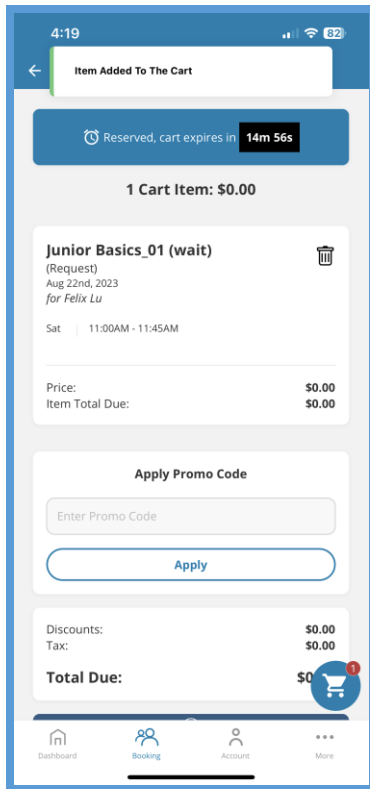 4:19
82
Item Added To The Cart
Reserved, cart expires in 14m 56s
1 Cart Item: $0.00
Junior Basics_01 (wait)
(Request)
Aug 22nd, 2023
for Felix Lu
Sat 11:00AM - 11:45AM
Price: $0.00
Item Total Due: $0.00
Apply Promo Code
Enter Promo Code
Apply
Discounts: $0.00
Tax: $0.00
Total Due: $0
1
Dashboard Booking Account More